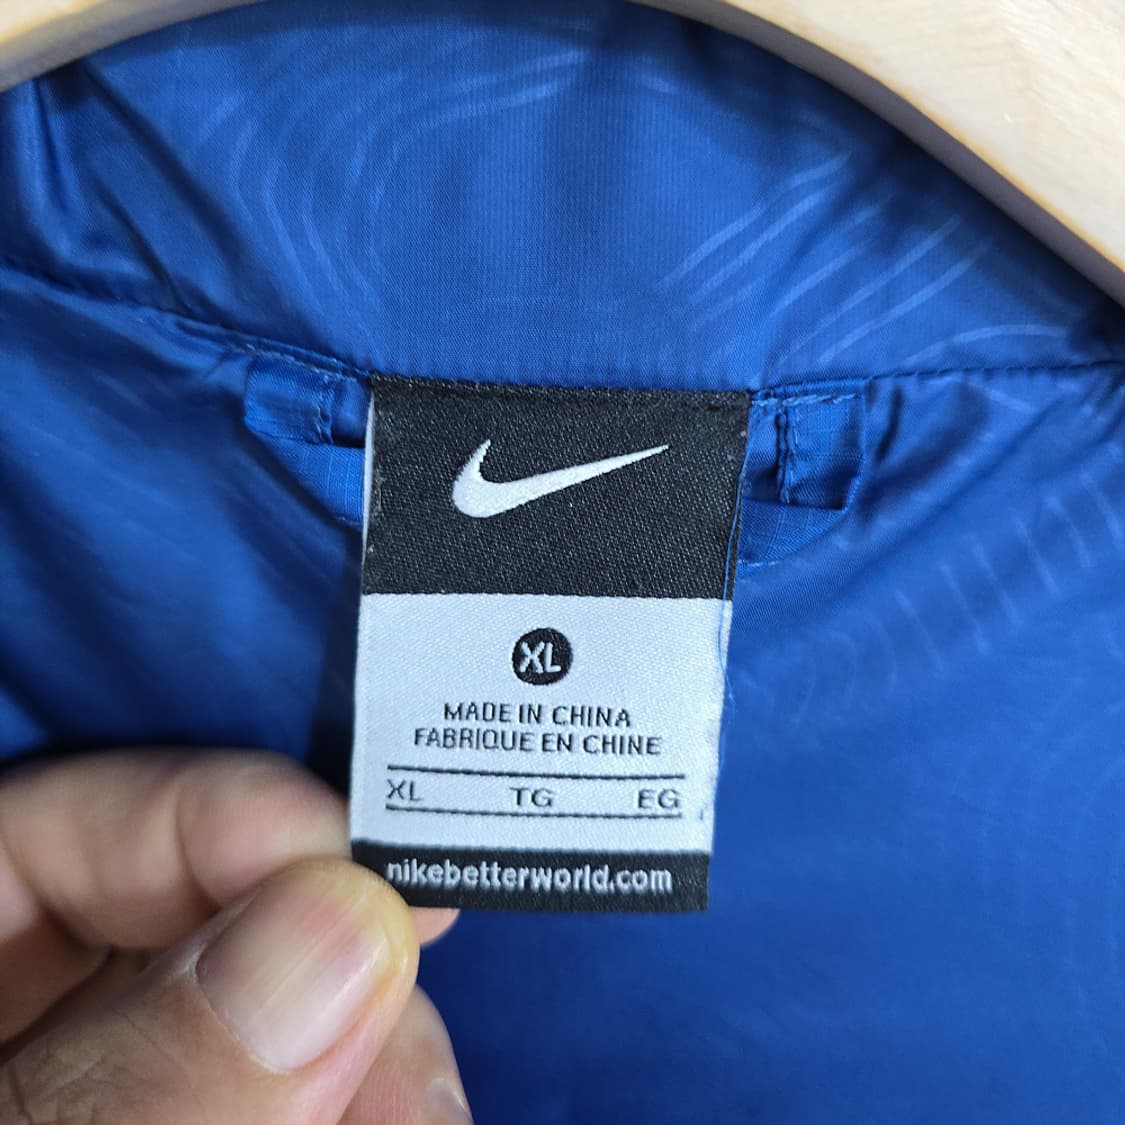 XL
MADE IN CHINA
FABRIQUE EN CHINE
XL TG EG
nikebetterworld.com